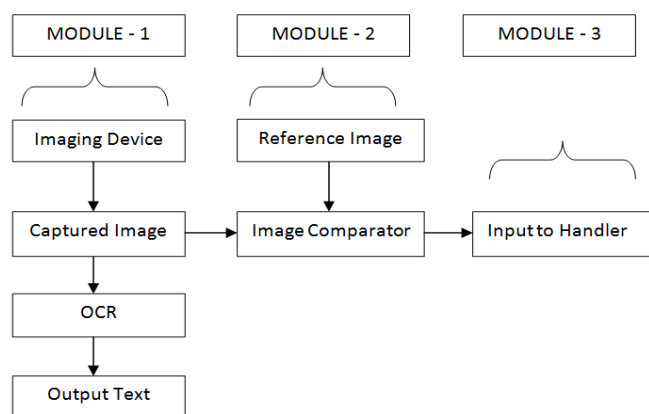 MODULE - 1
MODULE - 2
MODULE - 3
Imaging Device
Reference Image
Captured Image
Image Comparator
Input to Handler
OCR
Output Text